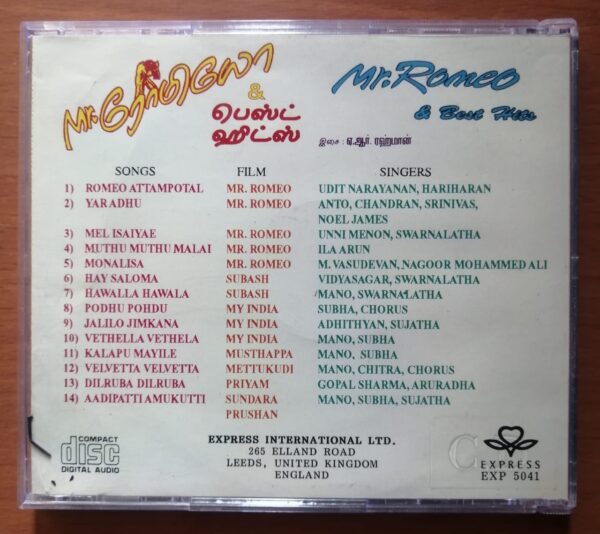 Mr. ரோமியோ
&
பெஸ்ட்
ஹிட்ஸ்
Mr. Romeo
& Best Hits
இசை : ஏ.ஆர். ரஹ்மான்
SONGS FILM SINGERS
1) ROMEO ATTAMPOTAL MR. ROMEO UDIT NARAYANAN, HARIHARAN
2) YARADHU MR. ROMEO ANTO, CHANDRAN, SRINIVAS,
NOEL JAMES
3) MEL ISAIYAE MR. ROMEO UNNI MENON, SWARNALATHA
4) MUTHU MUTHU MALAI MR. ROMEO ILA ARUN
5) MONALISA MR. ROMEO M. VASUDEVAN, NAGOOR MOHAMMED ALI
6) HAY SALOMA SUBASH VIDYASAGAR, SWARNALATHA
7) HAWALLA HAWALA SUBASH MANO, SWARNALATHA
8) PODHU POHDU MY INDIA SUBHA, CHORUS
9) JALILO JIMKANA MY INDIA ADHITHYAN, SUJATHA
10) VETHELLA VETHELA MY INDIA MANO, SUBHA
11) KALAPU MAYILE MUSTHAPPA MANO, SUBHA
12) VELVETTA VELVETTA METTUKUDI MANO, CHITRA, CHORUS
13) DILRUBA DILRUBA PRIYAM GOPAL SHARMA, ARURADHA
14) AADIPATTI AMUKUTTI SUNDARA MANO, SUBHA, SUJATHA
PRUSHAN
COMPACT
disc
DIGITAL AUDIO
EXPRESS INTERNATIONAL LTD.
265 ELLAND ROAD
LEEDS, UNITED KINGDOM
ENGLAND
C
EXPRESS
EXP 5041